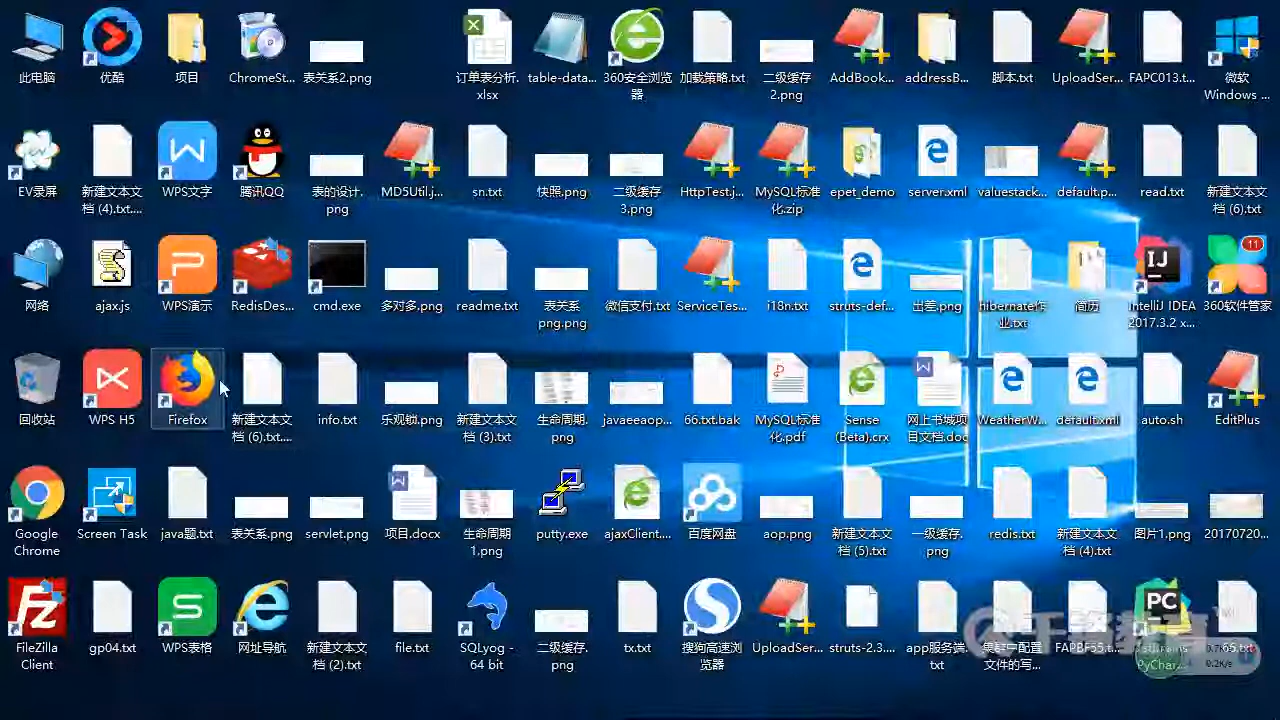 此电脑
优酷
项目
ChromeSt...
表关系2.png
订单表分析.
xlsx
table-data...
360安全浏览
器
加载策略.txt
二级缓存
2.png
AddBook...
addressB...
脚本.txt
UploadSer...
FAPC013.t...
微软
Windows ...
EV录屏
新建文本文
档 (4).txt....
WPS文字
腾讯QQ
表的设计.
png
MD5Util.j...
sn.txt
快照.png
二级缓存
3.png
HttpTest.j...
MySQL标准
化.zip
epet_demo
server.xml
valuestack...
default.p...
read.txt
新建文本文
档 (6).txt
网络
ajax.js
WPS演示
RedisDes...
cmd.exe
多对多.png
readme.txt
表关系
png.png
微信支付.txt
ServiceTes...
i18n.txt
struts-def...
出差.png
hibernate作
业.txt
简历
IntelliJ IDEA
2017.3.2 x...
11
360软件管家
回收站
WPS H5
Firefox
新建文本文
档 (6).txt....
info.txt
乐观锁.png
新建文本文
档 (3).txt
生命周期.
png
javaeeaop...
66.txt.bak
MySQL标准
化.pdf
Sense
(Beta).crx
网上书城项
目文档.doc
WeatherW...
default.xml
auto.sh
EditPlus
Google
Chrome
Screen Task
java题.txt
表关系.png
servlet.png
项目.docx
生命周期
1.png
putty.exe
ajaxClient....
百度网盘
aop.png
新建文本文
档 (5).txt
一级缓存.
png
redis.txt
新建文本文
档 (4).txt
图片1.png
20170720...
FileZilla
Client
gp04.txt
WPS表格
网址导航
新建文本文
档 (2).txt
file.txt
SQLyog -
64 bit
二级缓存.
png
tx.txt
搜狗高速浏
览器
UploadSer...
struts-2.3....
app服务端.
txt
文件的写...
FAPBF55.t...
PyChar...
65.txt
0.2K/s